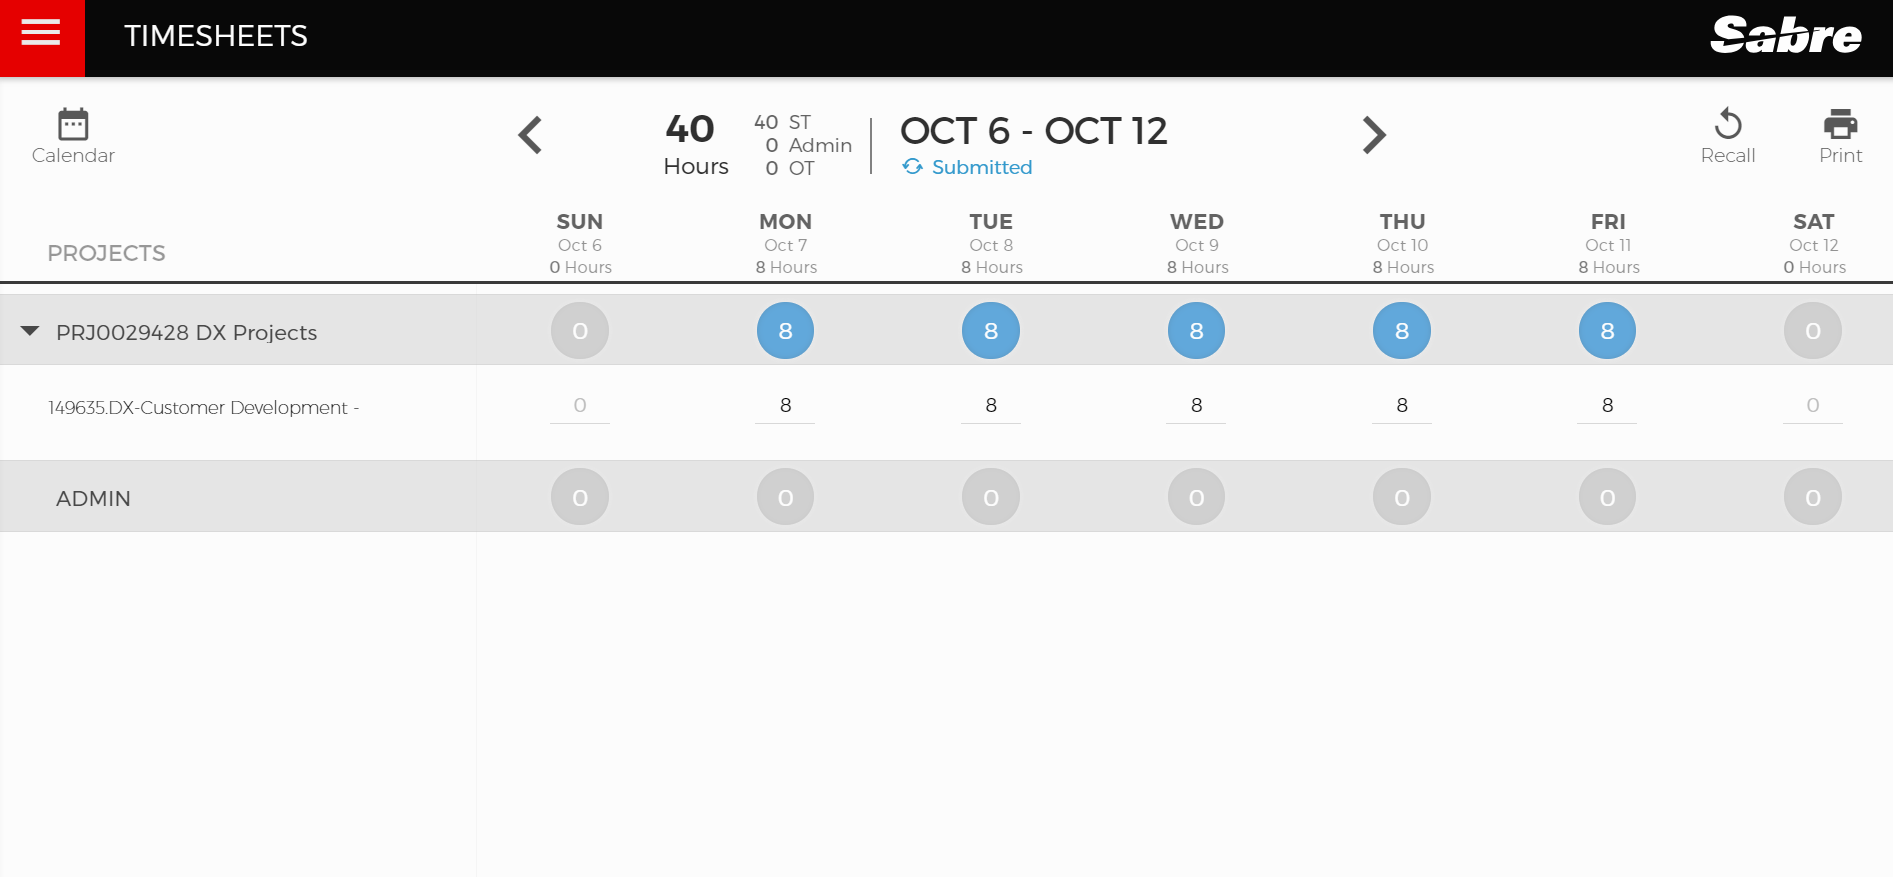 TIMESHEETS
Sabre
Calendar
40
Hours
40 ST
0 Admin
0 OT
OCT 6 - OCT 12
Submitted
Recall
Print
PROJECTS
SUN MON TUE WED THU FRI SAT
Oct 6 Oct 7 Oct 8 Oct 9 Oct 10 Oct 11 Oct 12
0 Hours 8 Hours 8 Hours 8 Hours 8 Hours 8 Hours 0 Hours
PRJ0029428 DX Projects 0 8 8 8 8 8 0
149635.DX-Customer Development - 0 8 8 8 8 8 0
ADMIN 0 0 0 0 0 0 0